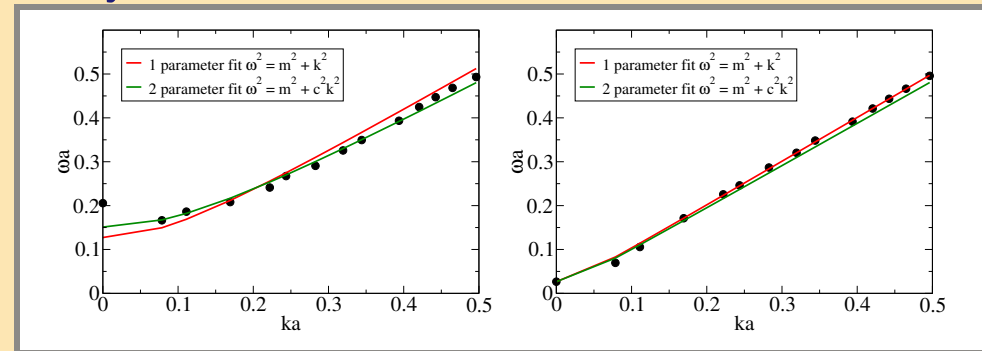 1 parameter fit ω² = m² + k²
2 parameter fit ω² = m² + c²k²
0 0.1 0.2 0.3 0.4 0.5
ka
0
0.1
0.2
0.3
0.4
0.5
ωa
1 parameter fit ω² = m² + k²
2 parameter fit ω² = m² + c²k²
0 0.1 0.2 0.3 0.4 0.5
ka
0
0.1
0.2
0.3
0.4
0.5
ωa